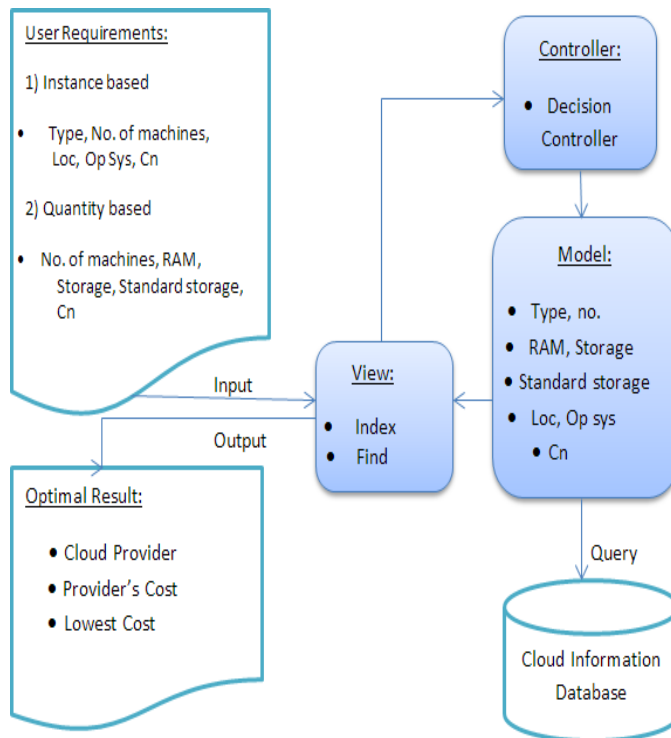 User Requirements:
1) Instance based
• Type, No. of machines,
Loc, Op Sys, Cn
2) Quantity based
• No. of machines, RAM,
Storage, Standard storage,
Cn
Controller:
• Decision
Controller
Model:
• Type, no.
• RAM, Storage
• Standard storage
• Loc, Op sys
• Cn
Input
View:
• Index
• Find
Output
Optimal Result:
• Cloud Provider
• Provider's Cost
• Lowest Cost
Query
Cloud Information
Database